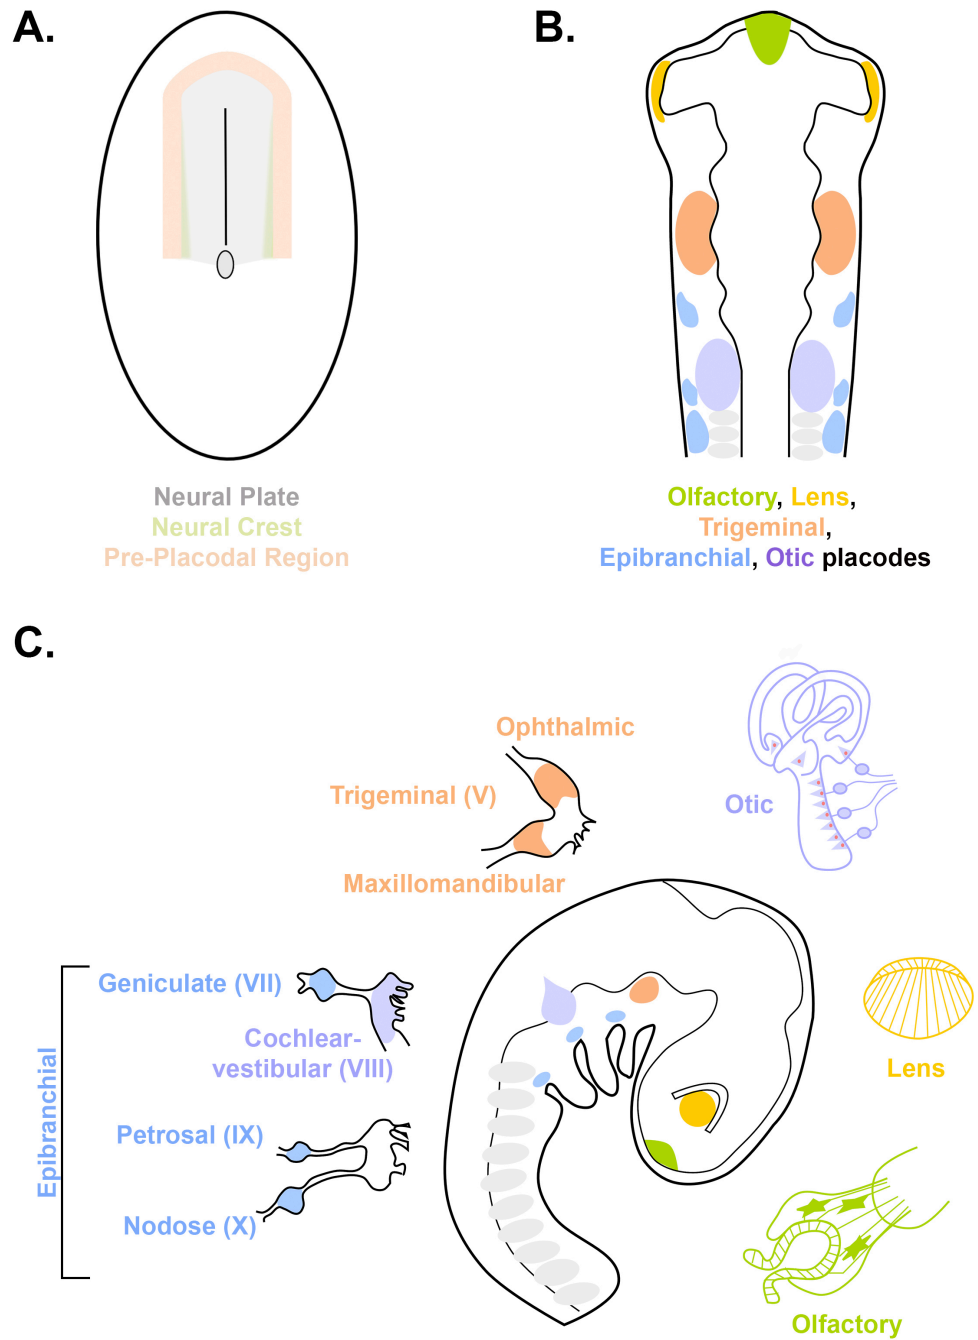 A.
B.
Neural Plate
Neural Crest
Pre-Placodal Region
Olfactory, Lens,
Trigeminal,
Epibranchial, Otic placodes
C.
Ophthalmic
Trigeminal (V)
Maxillomandibular
Otic
Epibranchial
Geniculate (VII)
Cochlear-
vestibular (VIII)
Petrosal (IX)
Nodose (X)
Lens
Olfactory